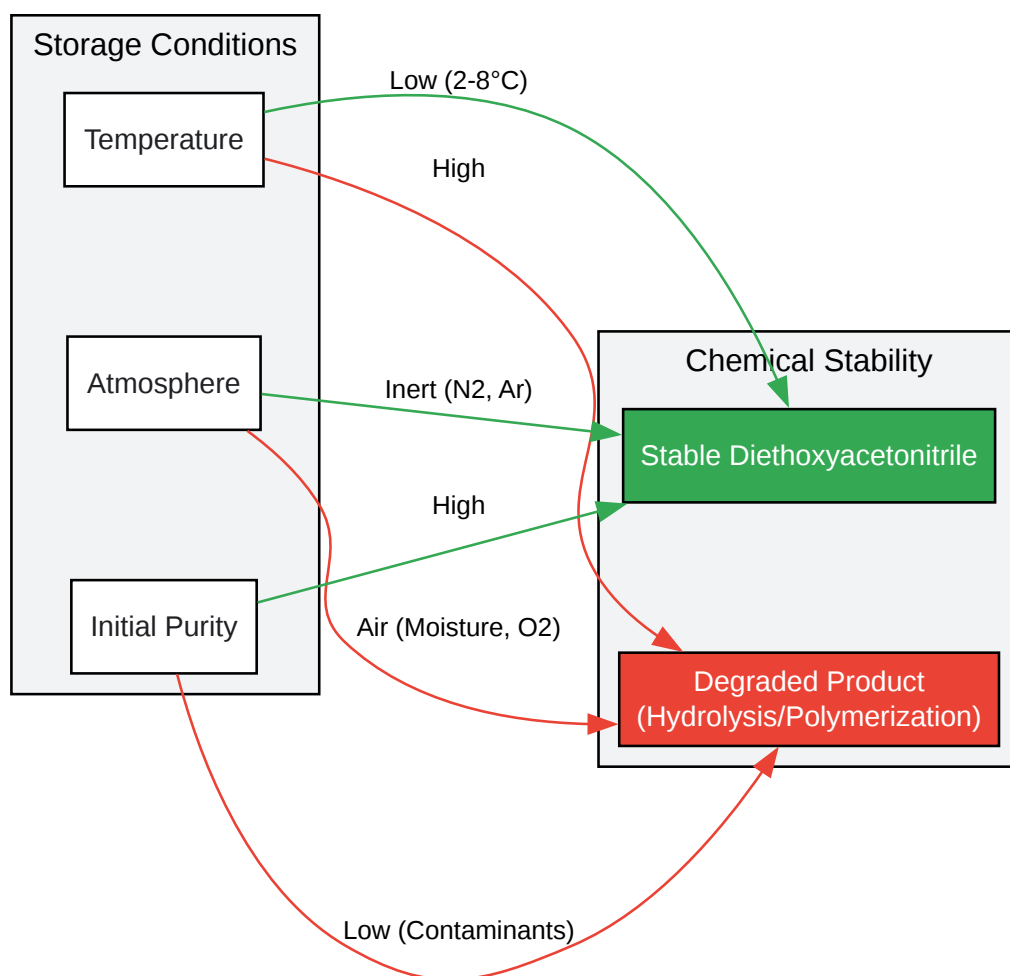 Storage Conditions
Temperature
Low (2-8°C)
High
Atmosphere
Inert (N2, Ar)
Chemical Stability
Stable Diethoxyacetonitrile
High
Initial Purity
Air (Moisture, O2)
Degraded Product
(Hydrolysis/Polymerization)
Low (Contaminants)